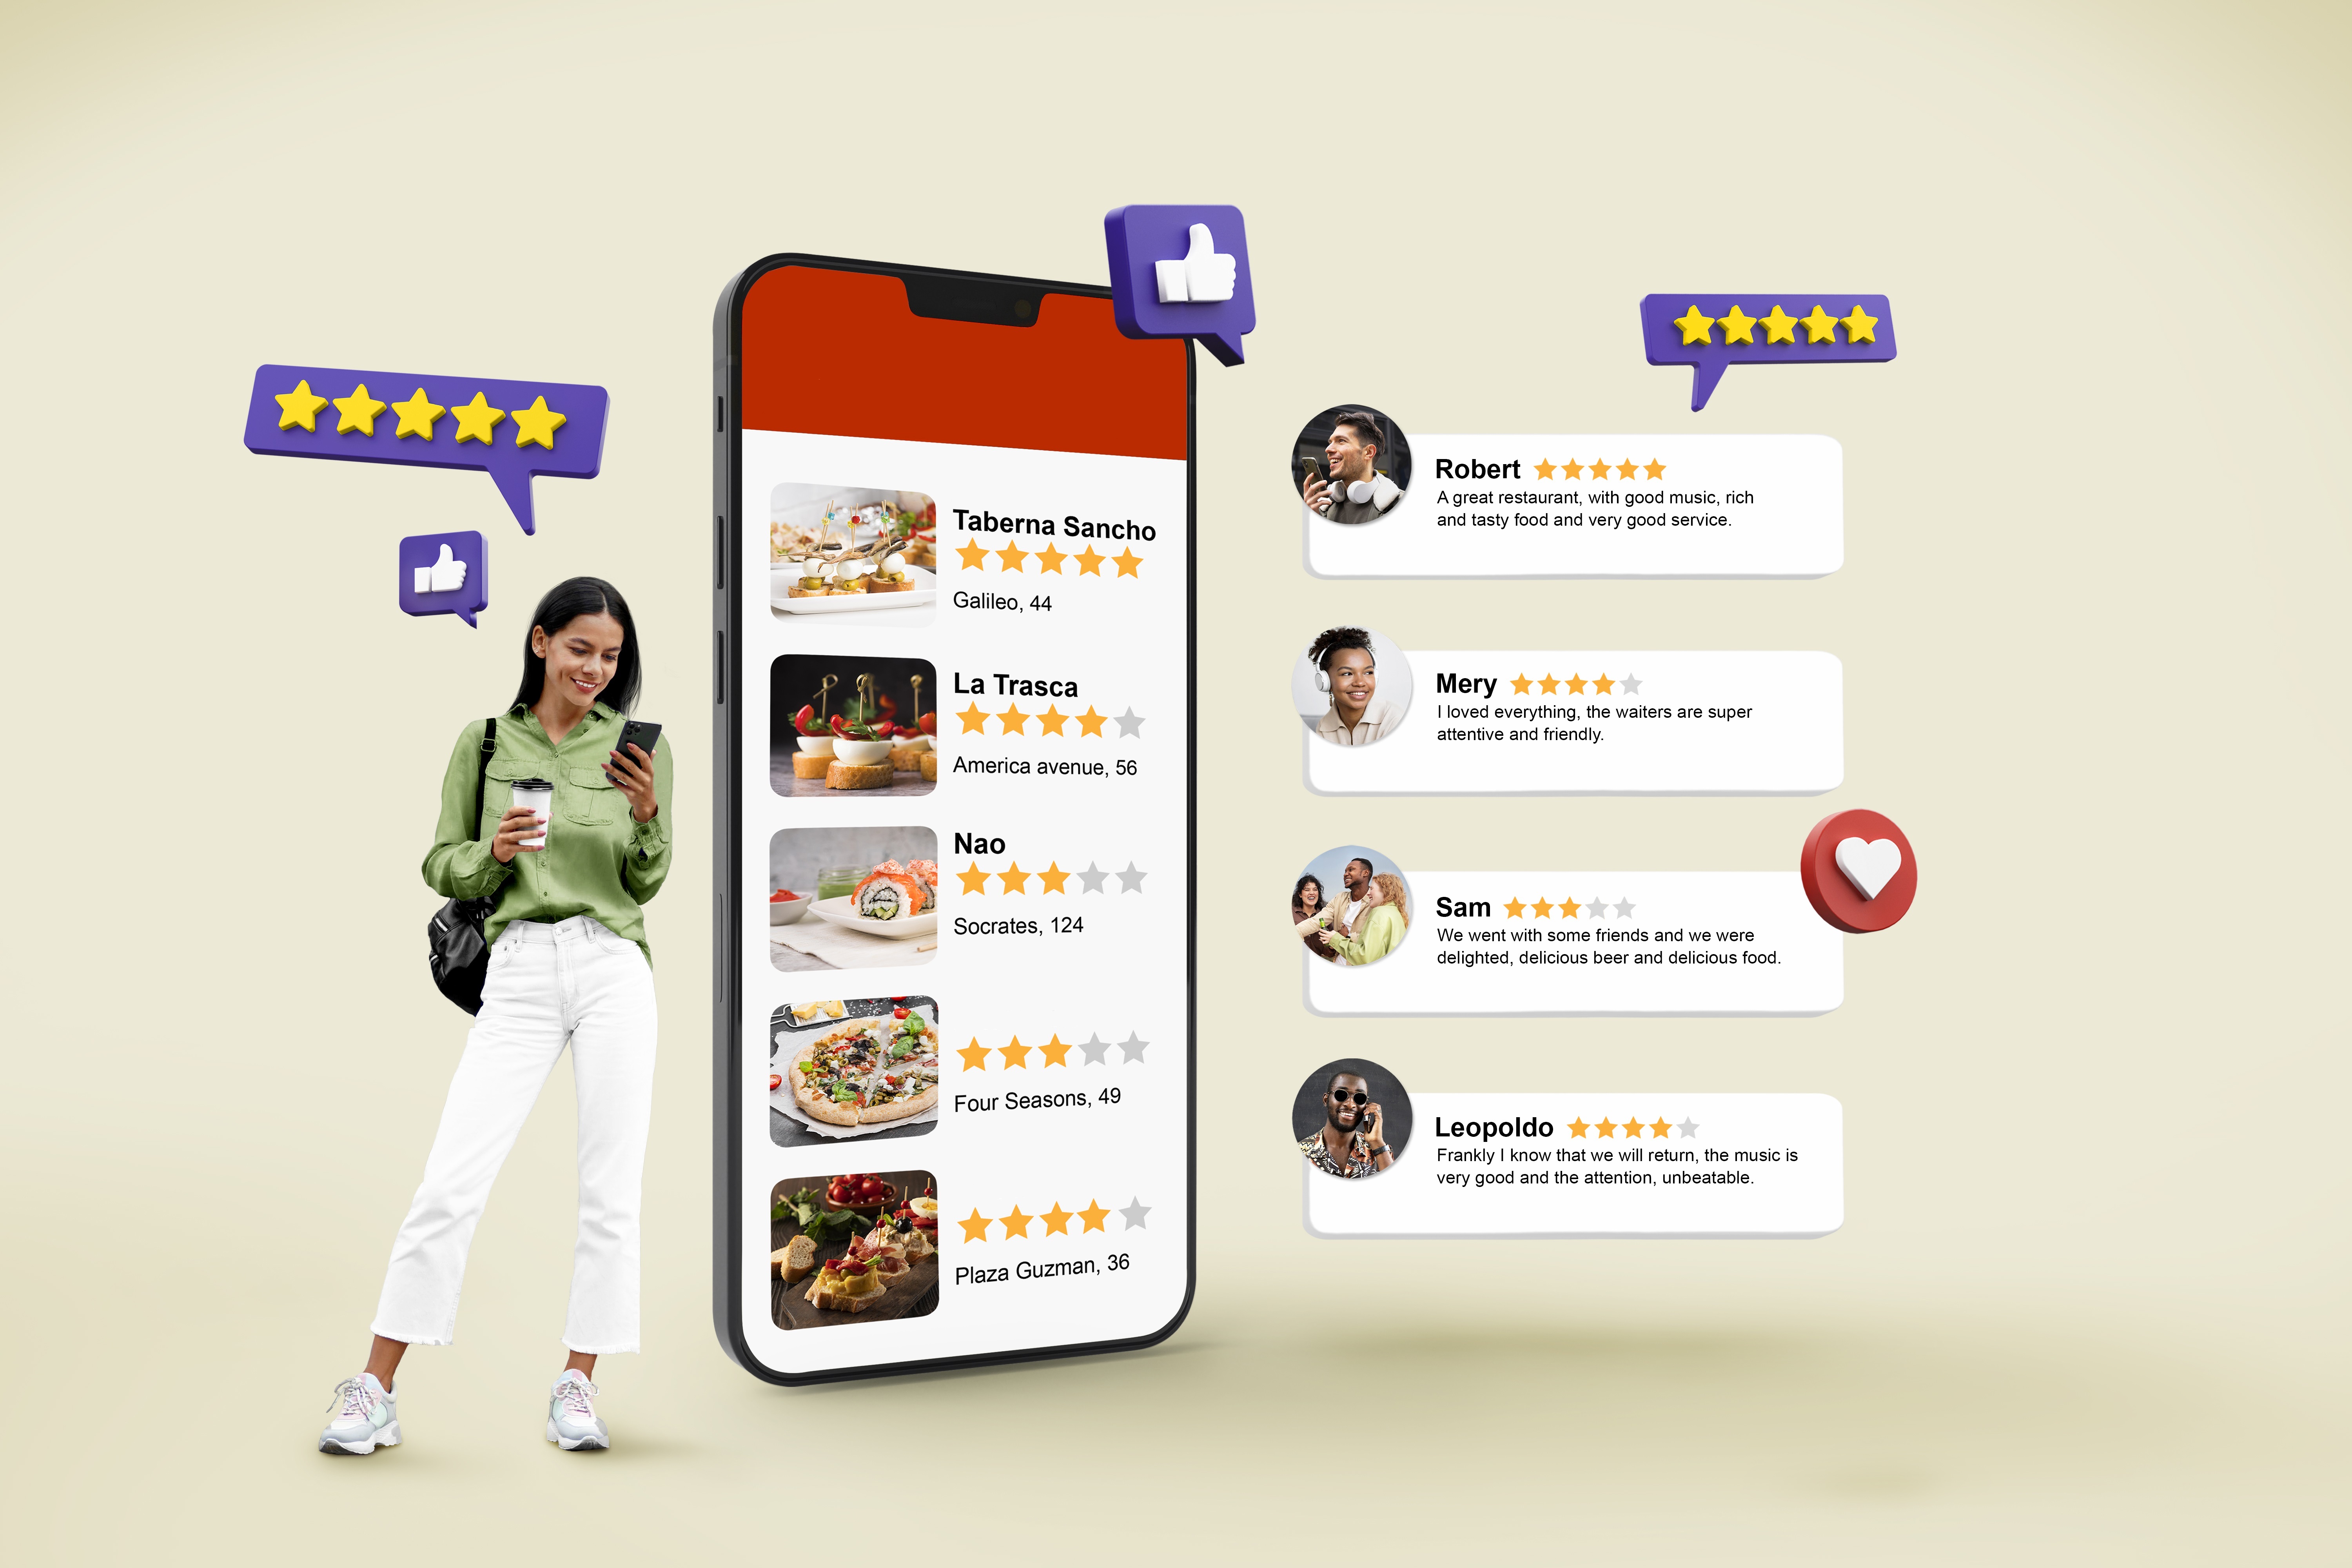 Taberna Sancho
Galileo, 44
La Trasca
America avenue, 56
Nao
Socrates, 124
Four Seasons, 49
Plaza Guzman, 36
Robert
A great restaurant, with good music, rich
and tasty food and very good service.
Mery
I loved everything, the waiters are super
attentive and friendly.
Sam
We went with some friends and we were
delighted, delicious beer and delicious food.
Leopoldo
Frankly I know that we will return, the music is
very good and the attention, unbeatable.